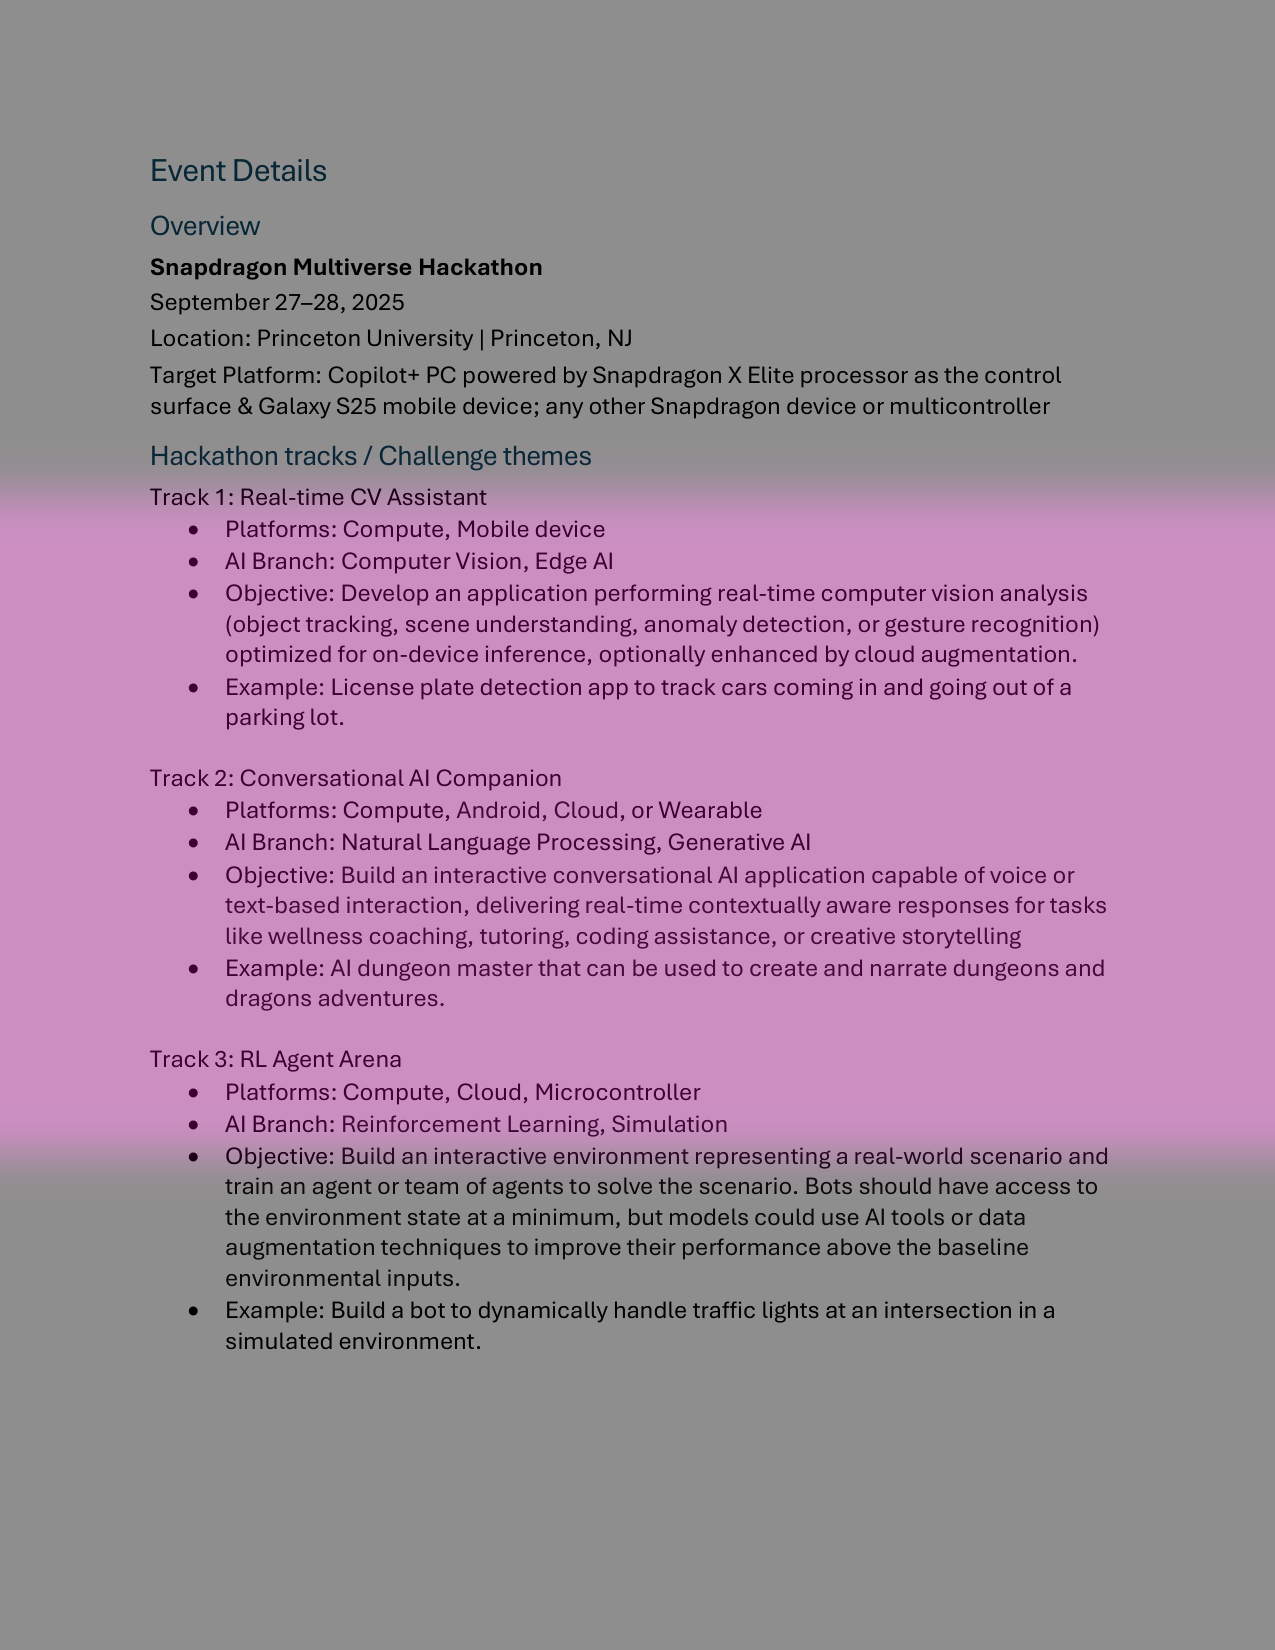 Event Details
Overview
Snapdragon Multiverse Hackathon
September 27–28, 2025
Location: Princeton University | Princeton, NJ
Target Platform: Copilot+ PC powered by Snapdragon X Elite processor as the control
surface & Galaxy S25 mobile device; any other Snapdragon device or multicontroller
Hackathon tracks / Challenge themes
Track 1: Real-time CV Assistant
• Platforms: Compute, Mobile device
• AI Branch: Computer Vision, Edge AI
• Objective: Develop an application performing real-time computer vision analysis
(object tracking, scene understanding, anomaly detection, or gesture recognition)
optimized for on-device inference, optionally enhanced by cloud augmentation.
• Example: License plate detection app to track cars coming in and going out of a
parking lot.
Track 2: Conversational AI Companion
• Platforms: Compute, Android, Cloud, or Wearable
• AI Branch: Natural Language Processing, Generative AI
• Objective: Build an interactive conversational AI application capable of voice or
text-based interaction, delivering real-time contextually aware responses for tasks
like wellness coaching, tutoring, coding assistance, or creative storytelling
• Example: AI dungeon master that can be used to create and narrate dungeons and
dragons adventures.
Track 3: RL Agent Arena
• Platforms: Compute, Cloud, Microcontroller
• AI Branch: Reinforcement Learning, Simulation
• Objective: Build an interactive environment representing a real-world scenario and
train an agent or team of agents to solve the scenario. Bots should have access to
the environment state at a minimum, but models could use AI tools or data
augmentation techniques to improve their performance above the baseline
environmental inputs.
• Example: Build a bot to dynamically handle traffic lights at an intersection in a
simulated environment.